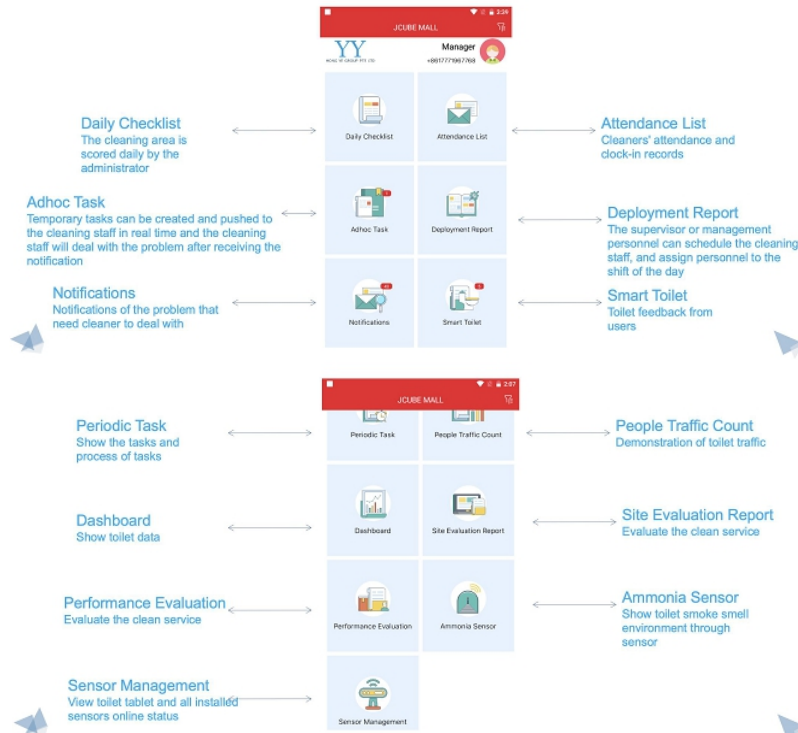 3:39
JCUBE MALL
YY
HONG YE GROUP PTE LTD
Manager
+8617771967768
Daily Checklist
The cleaning area is
scored daily by the
administrator
Daily Checklist
Attendance List
Attendance List
Cleaners' attendance and
clock-in records
Adhoc Task
Temporary tasks can be created and pushed to
the cleaning staff in real time and the cleaning
staff will deal with the problem after receiving the
notification
Adhoc Task
Deployment Report
Deployment Report
The supervisor or management
personnel can schedule the cleaning
staff, and assign personnel to the
shift of the day
Notifications
Notifications of the problem that
need cleaner to deal with
Notifications
Smart Toilet
Smart Toilet
Toilet feedback from
users
2:07
JCUBE MALL
Periodic Task
Show the tasks and
process of tasks
Periodic Task
People Traffic Count
People Traffic Count
Demonstration of toilet traffic
Dashboard
Show toilet data
Dashboard
Site Evaluation Report
Site Evaluation Report
Evaluate the clean service
Performance Evaluation
Evaluate the clean service
Performance Evaluation
Ammonia Sensor
Ammonia Sensor
Show toilet smoke smell
environment through
sensor
Sensor Management
View toilet tablet and all installed
sensors online status
Sensor Management